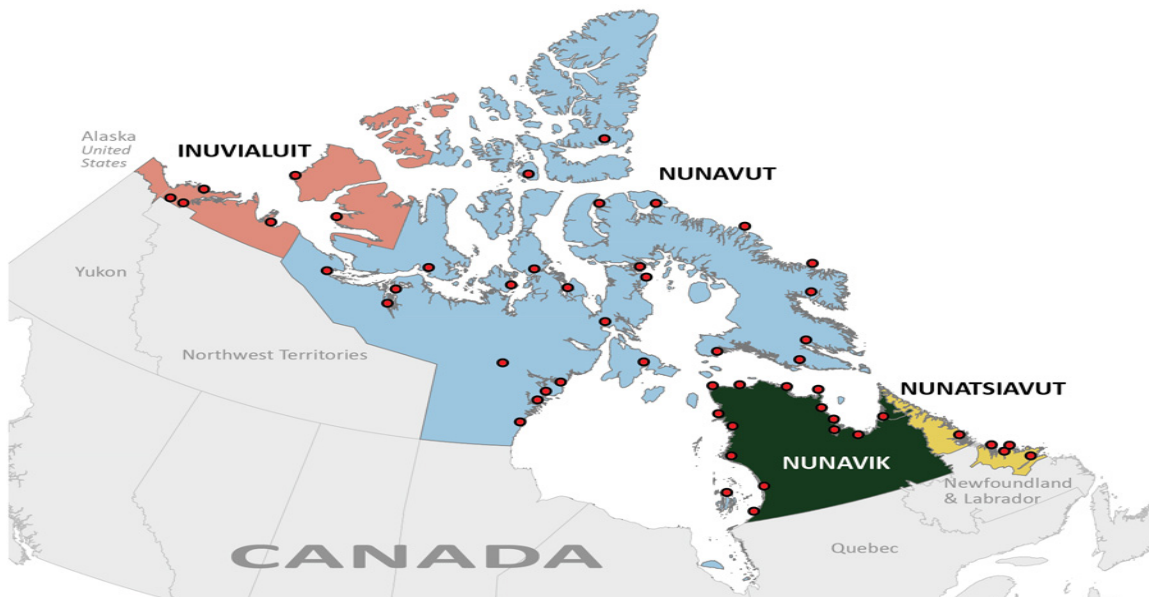 Alaska
United
States
INUVIALUIT
NUNAVUT
Yukon
Northwest Territories
NUNATSIAVUT
NUNAVIK
Newfoundland
& Labrador
CANADA
Quebec